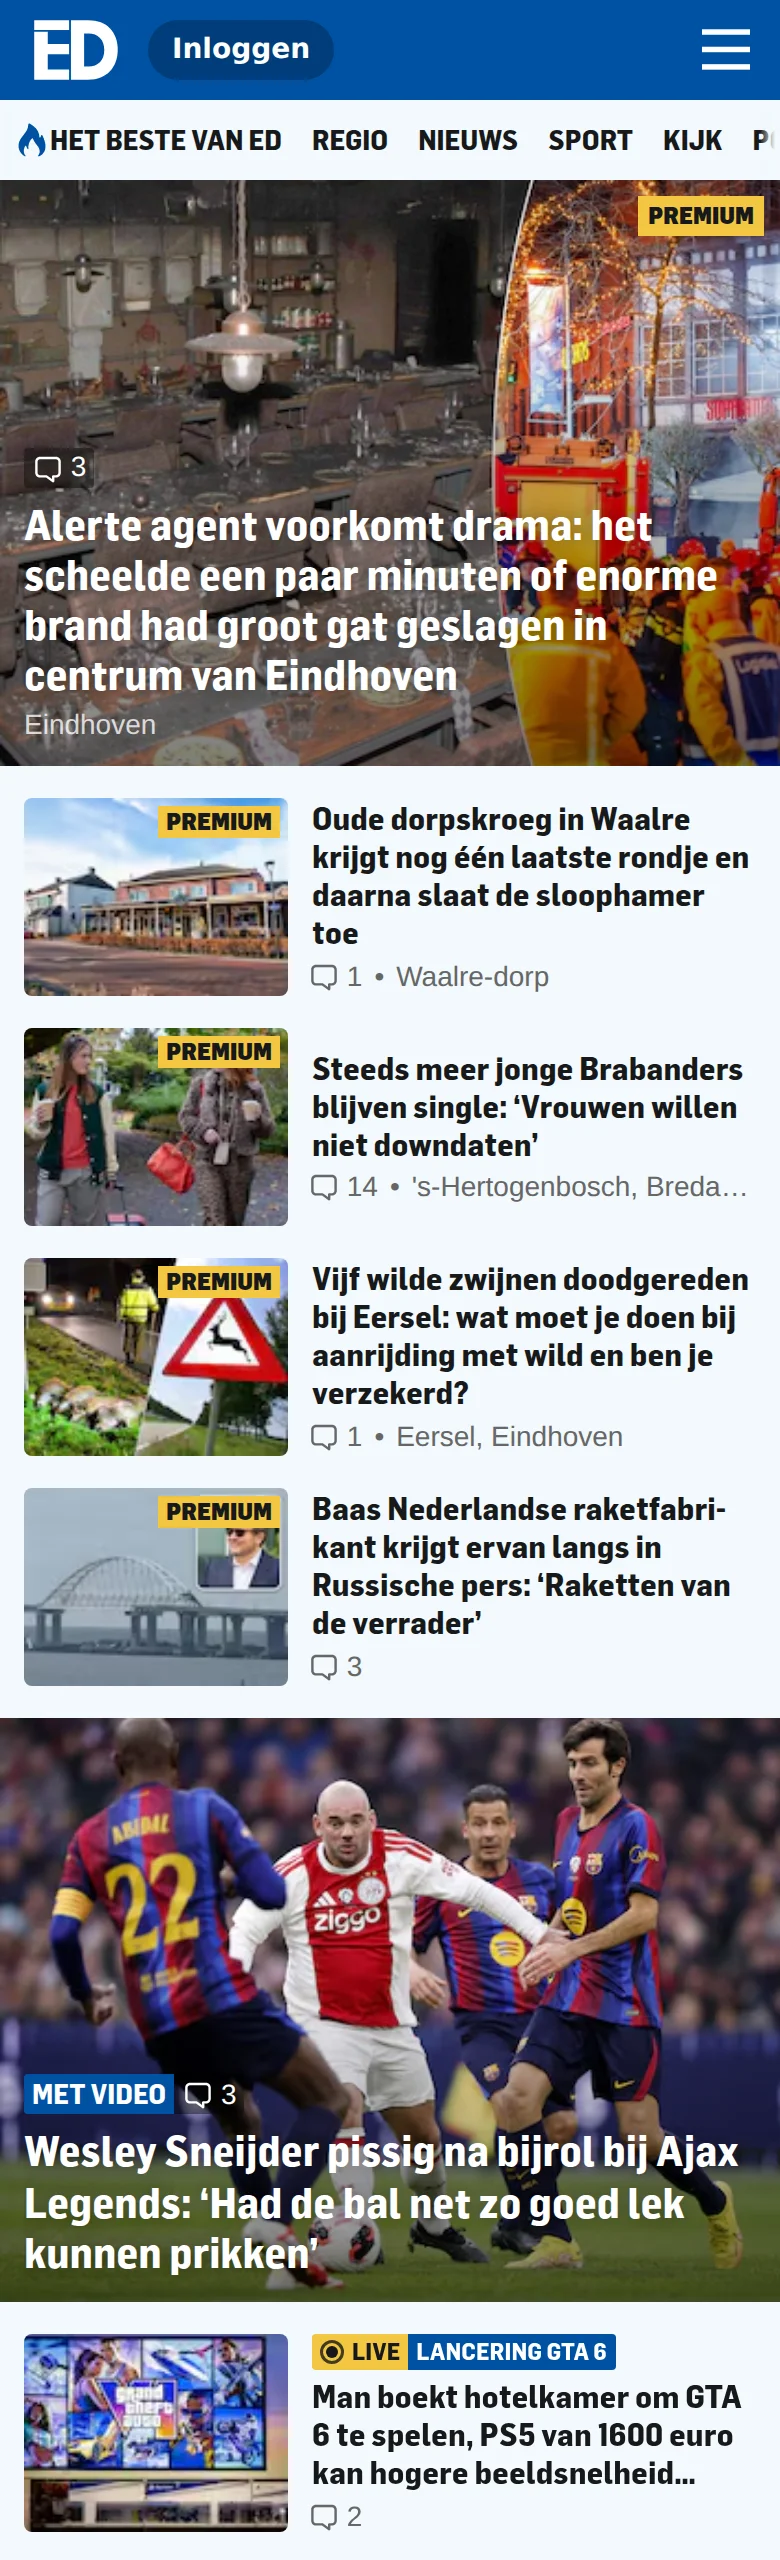 ED
Inloggen
HET BESTE VAN ED REGIO NIEUWS SPORT KIJK
PREMIUM
3
Alerte agent voorkomt drama: het
scheelde een paar minuten of enorme
brand had groot gat geslagen in
centrum van Eindhoven
Eindhoven
PREMIUM
Oude dorpskroeg in Waalre
krijgt nog één laatste rondje en
daarna slaat de sloophamer
toe
1 • Waalre-dorp
PREMIUM
Steeds meer jonge Brabanders
blijven single: ‘Vrouwen willen
niet downdaten’
14 • 's-Hertogenbosch, Breda…
PREMIUM
Vijf wilde zwijnen doodgereden
bij Eersel: wat moet je doen bij
aanrijding met wild en ben je
verzekerd?
1 • Eersel, Eindhoven
PREMIUM
Baas Nederlandse raketfabri-
kant krijgt ervan langs in
Russische pers: ‘Raketten van
de verrader’
3
ABIDAL
22
ziggo
MET VIDEO 3
Wesley Sneijder pissig na bijrol bij Ajax
Legends: ‘Had de bal net zo goed lek
kunnen prikken’
grand
theft
auto
LIVE LANCERING GTA 6
Man boekt hotelkamer om GTA
6 te spelen, PS5 van 1600 euro
kan hogere beeldsnelheid...
2